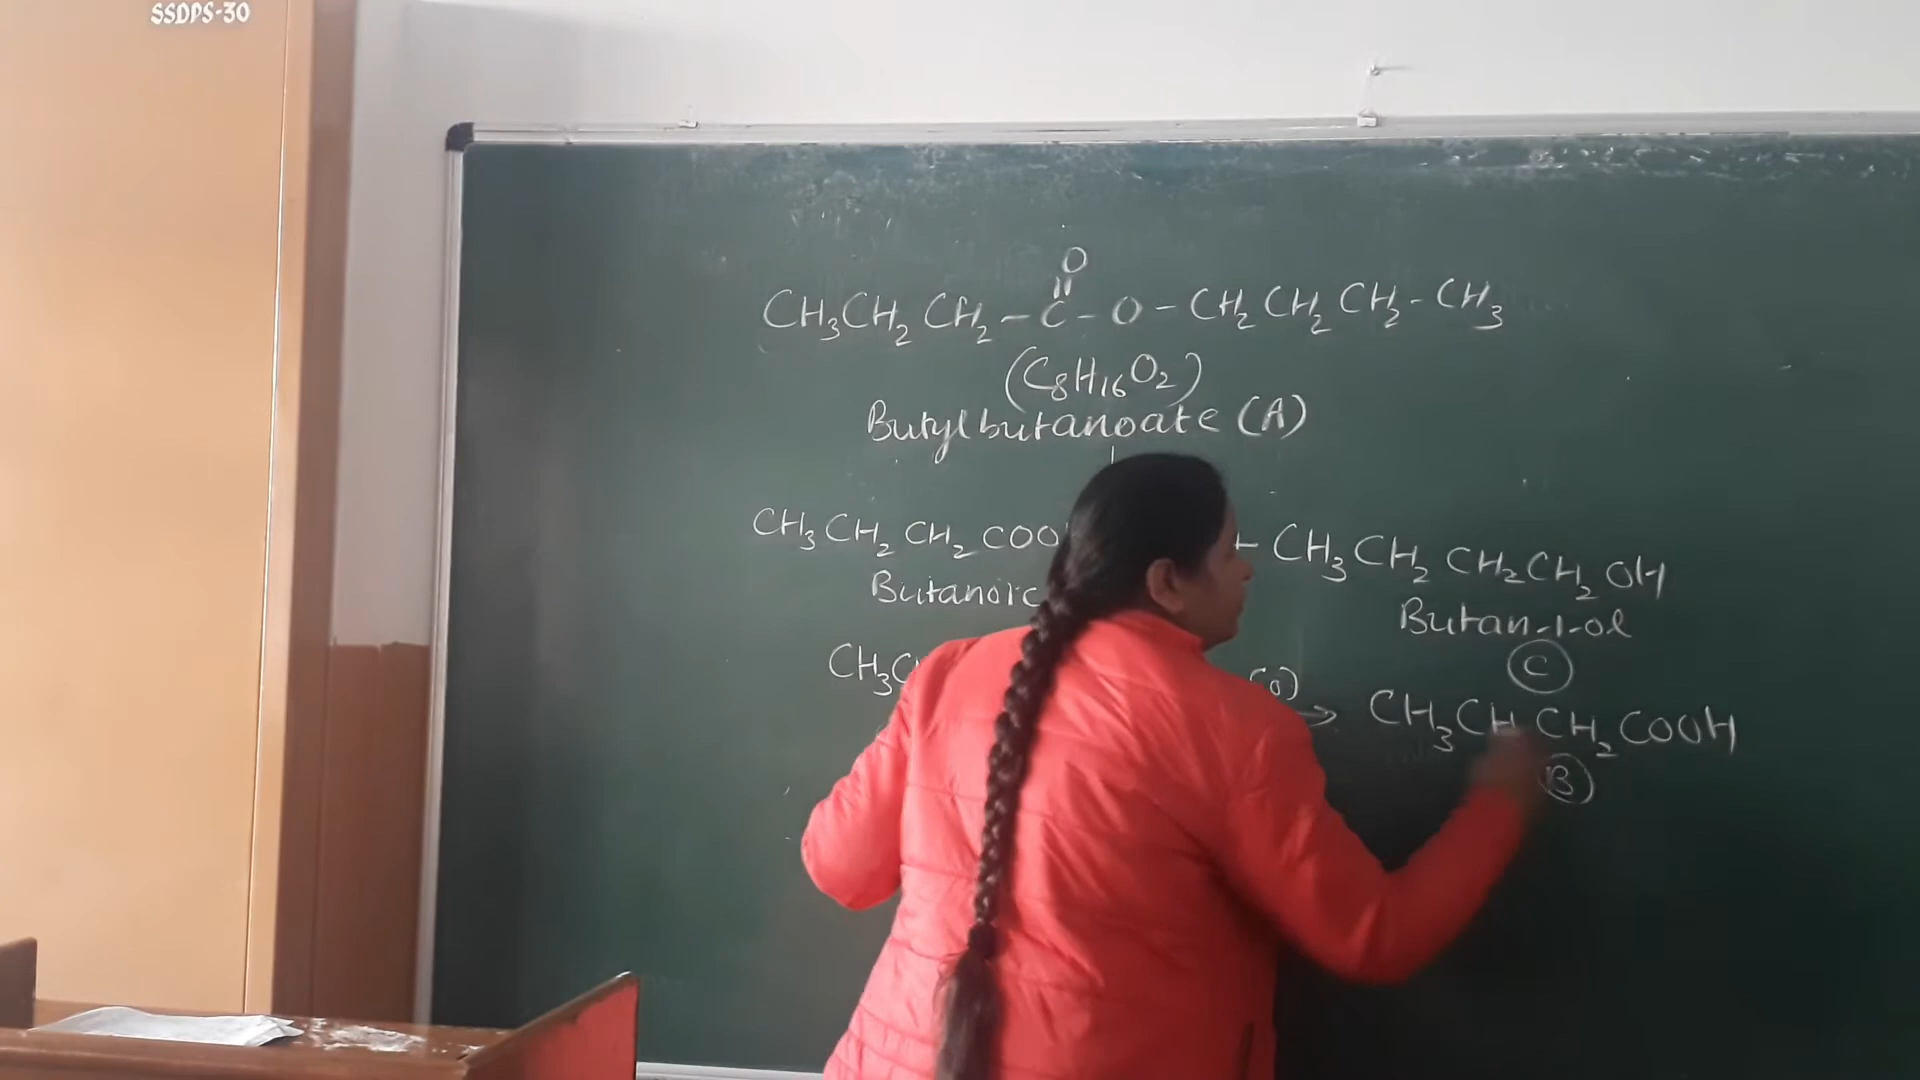 SSDPS-30
O
CH₃CH₂CH₂-C-O-CH₂CH₂CH₂-CH₃
(C₈H₁₆O₂)
Butylbutanoate (A)
CH₃CH₂CH₂COO
CH₃CH₂CH₂CH₂OH
Butanoic
Butan-1-ol
C
CH₃C
(O)
→ CH₃CH CH₂COOH
B